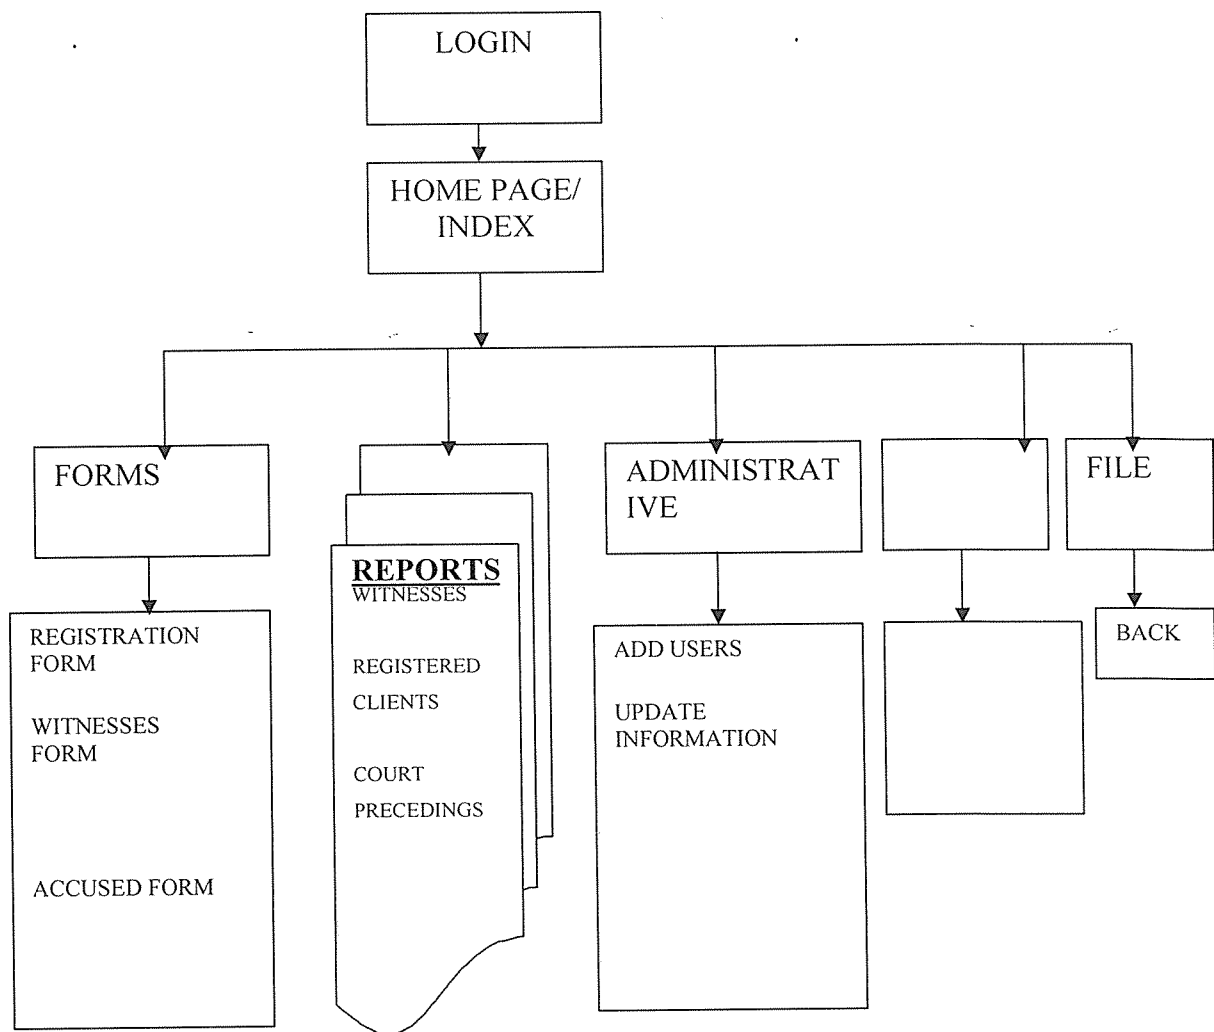 LOGIN
HOME PAGE/
INDEX
FORMS
REGISTRATION
FORM
WITNESSES
FORM
ACCUSED FORM
REPORTS
WITNESSES
REGISTERED
CLIENTS
COURT
PRECEDINGS
ADMINISTRAT
IVE
ADD USERS
UPDATE
INFORMATION
FILE
BACK